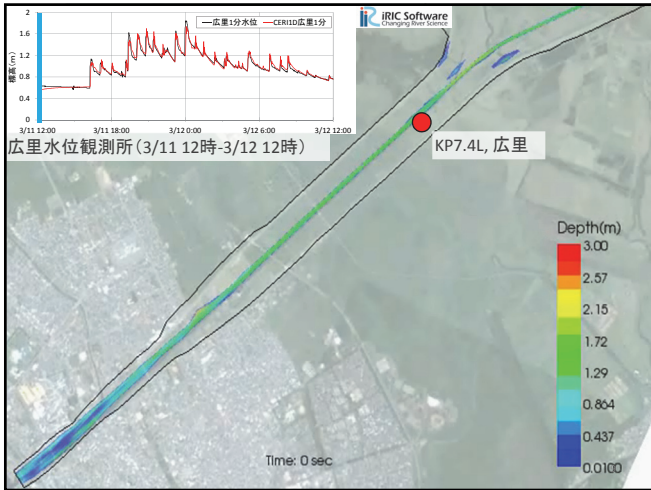 広里1分水位
CERI1D広里1分
iRIC Software
Changing River Science
標高(m)
2
1.6
1.2
0.8
0.4
0
3/11 12:00
3/11 18:00
3/12 0:00
3/12 6:00
3/12 12:00
広里水位観測所(3/11 12時-3/12 12時)
KP7.4L, 広里
Depth(m)
3.00
2.57
2.15
1.72
1.29
0.864
0.437
0.0100
Time: 0 sec